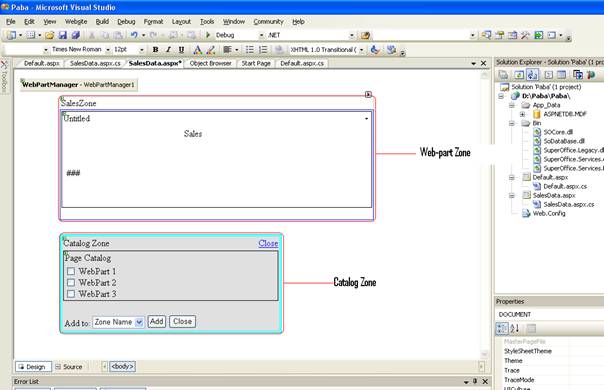 Paba - Microsoft Visual Studio
File Edit View Website Build Debug Format Layout Tools Window Community Help
Debug .NET
Times New Roman 12pt B I U A XHTML 1.0 Transitional (
Default.aspx SalesData.aspx.cs SalesData.aspx* Object Browser Start Page Default.aspx.cs
Toolbox
WebPartManager - WebPartManager1
SalesZone
Untitled
Sales
###
Web-part Zone
Catalog Zone Close
Page Catalog
WebPart 1
WebPart 2
WebPart 3
Add to: Zone Name Add Close
Catalog Zone
Design Source <body>
Error List
Solution Explorer - Solution 'Paba' (1 project)
Solution 'Paba' (1 project)
D:\Paba\Paba\
App_Data
ASPNETDB.MDF
Bin
SOCore.dll
SoDataBase.dll
SuperOffice.Legacy.dl
SuperOffice.Services.
SuperOffice.Services.I
Default.aspx
Default.aspx.cs
SalesData.aspx
SalesData.aspx.cs
Web.Config
Properties
DOCUMENT
MasterPageFile
StyleSheetTheme
Theme
Trace
TraceMode
UICulture